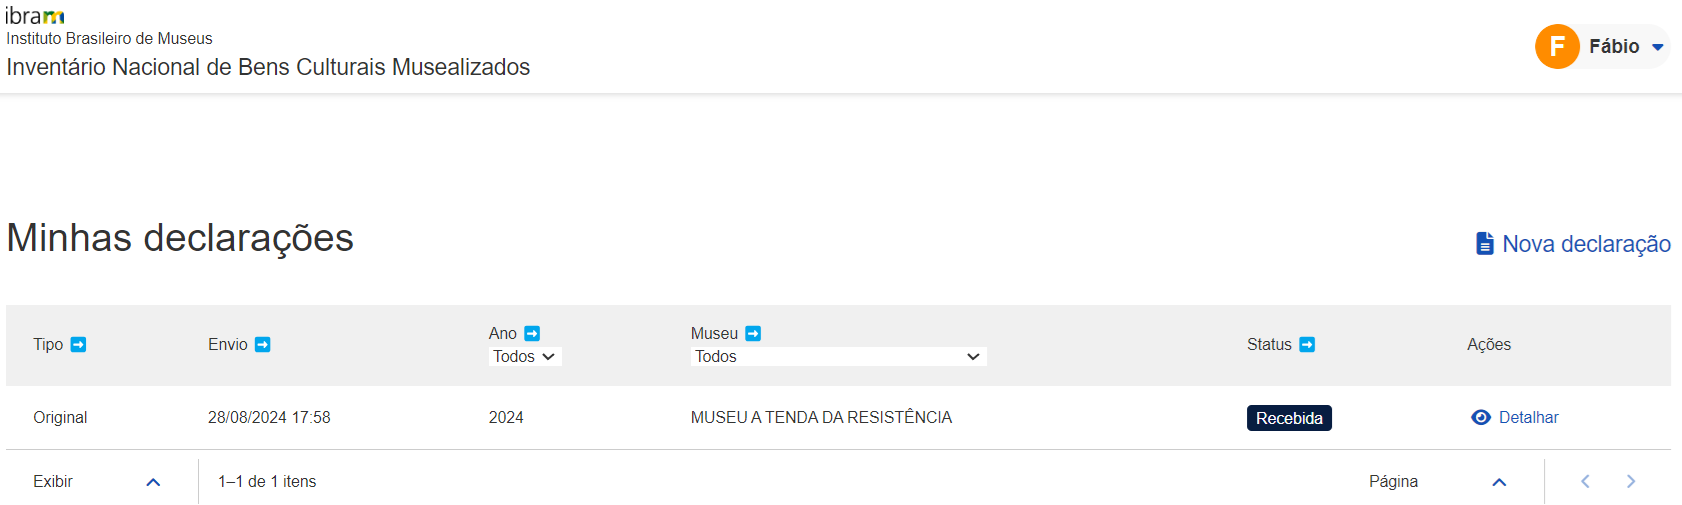 ibram
Instituto Brasileiro de Museus
Inventário Nacional de Bens Culturais Musealizados
F Fábio
Minhas declarações
Nova declaração
Tipo Envio Ano Museu Status Ações
Todos Todos
Original 28/08/2024 17:58 2024 MUSEU A TENDA DA RESISTÊNCIA Recebida Detalhar
Exibir 1–1 de 1 itens Página